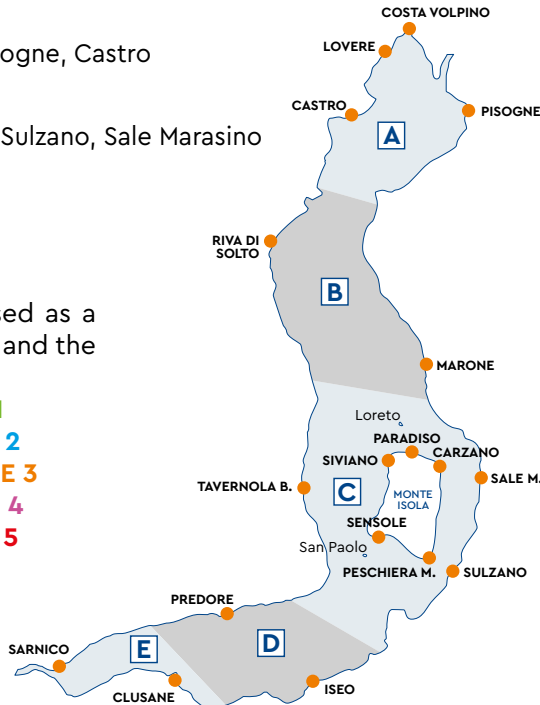 COSTA VOLPINO
LOVERE
ogne, Castro
CASTRO
PISOGNE
A
Sulzano, Sale Marasino
RIVA DI
SOLTO
B
sed as a
and the
MARONE
1
2
E 3
4
5
Loreto
PARADISO
CARZANO
SIVIANO
SALE M.
TAVERNOLA B.
C
MONTE
ISOLA
SENSOLE
San Paolo
PESCHIERA M.
SULZANO
PREDORE
SARNICO
E
D
CLUSANE
ISEO